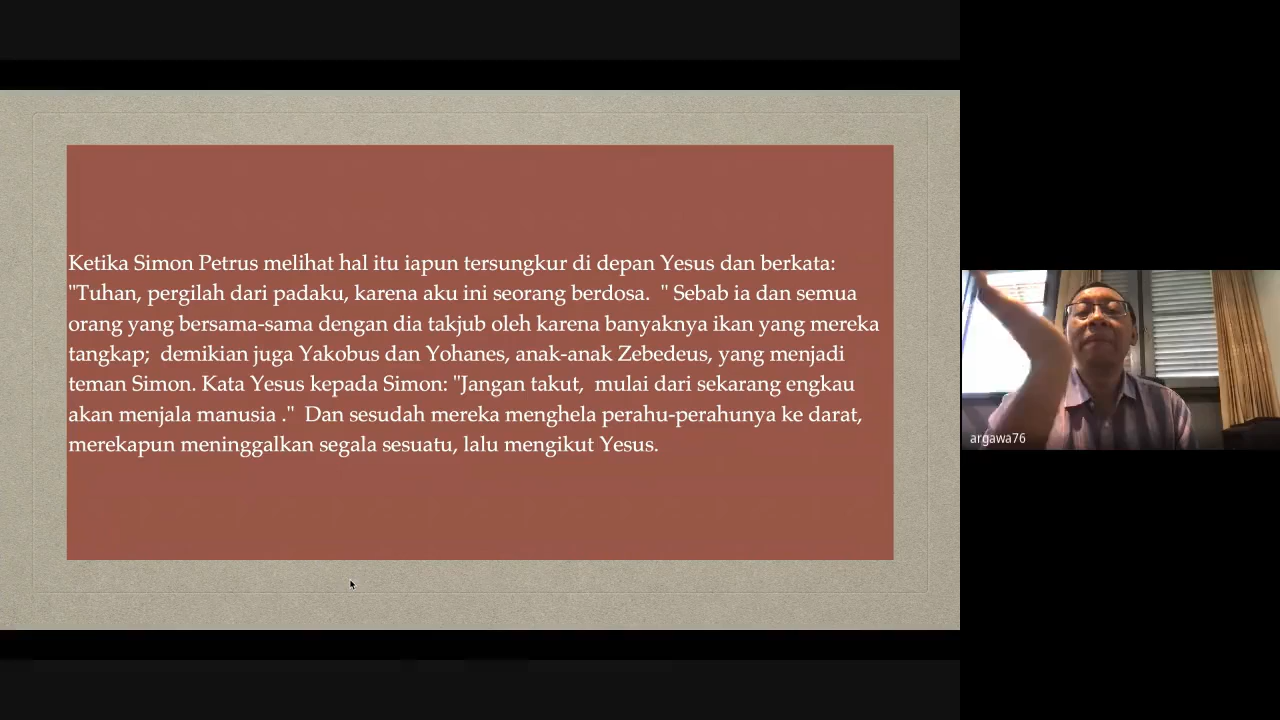 Ketika Simon Petrus melihat hal itu iapun tersungkur di depan Yesus dan berkata:
"Tuhan, pergilah dari padaku, karena aku ini seorang berdosa.  " Sebab ia dan semua
orang yang bersama-sama dengan dia takjub oleh karena banyaknya ikan yang mereka
tangkap;  demikian juga Yakobus dan Yohanes, anak-anak Zebedeus, yang menjadi
teman Simon. Kata Yesus kepada Simon: "Jangan takut,  mulai dari sekarang engkau
akan menjala manusia ."  Dan sesudah mereka menghela perahu-perahunya ke darat,
merekapun meninggalkan segala sesuatu, lalu mengikut Yesus.
argawa76